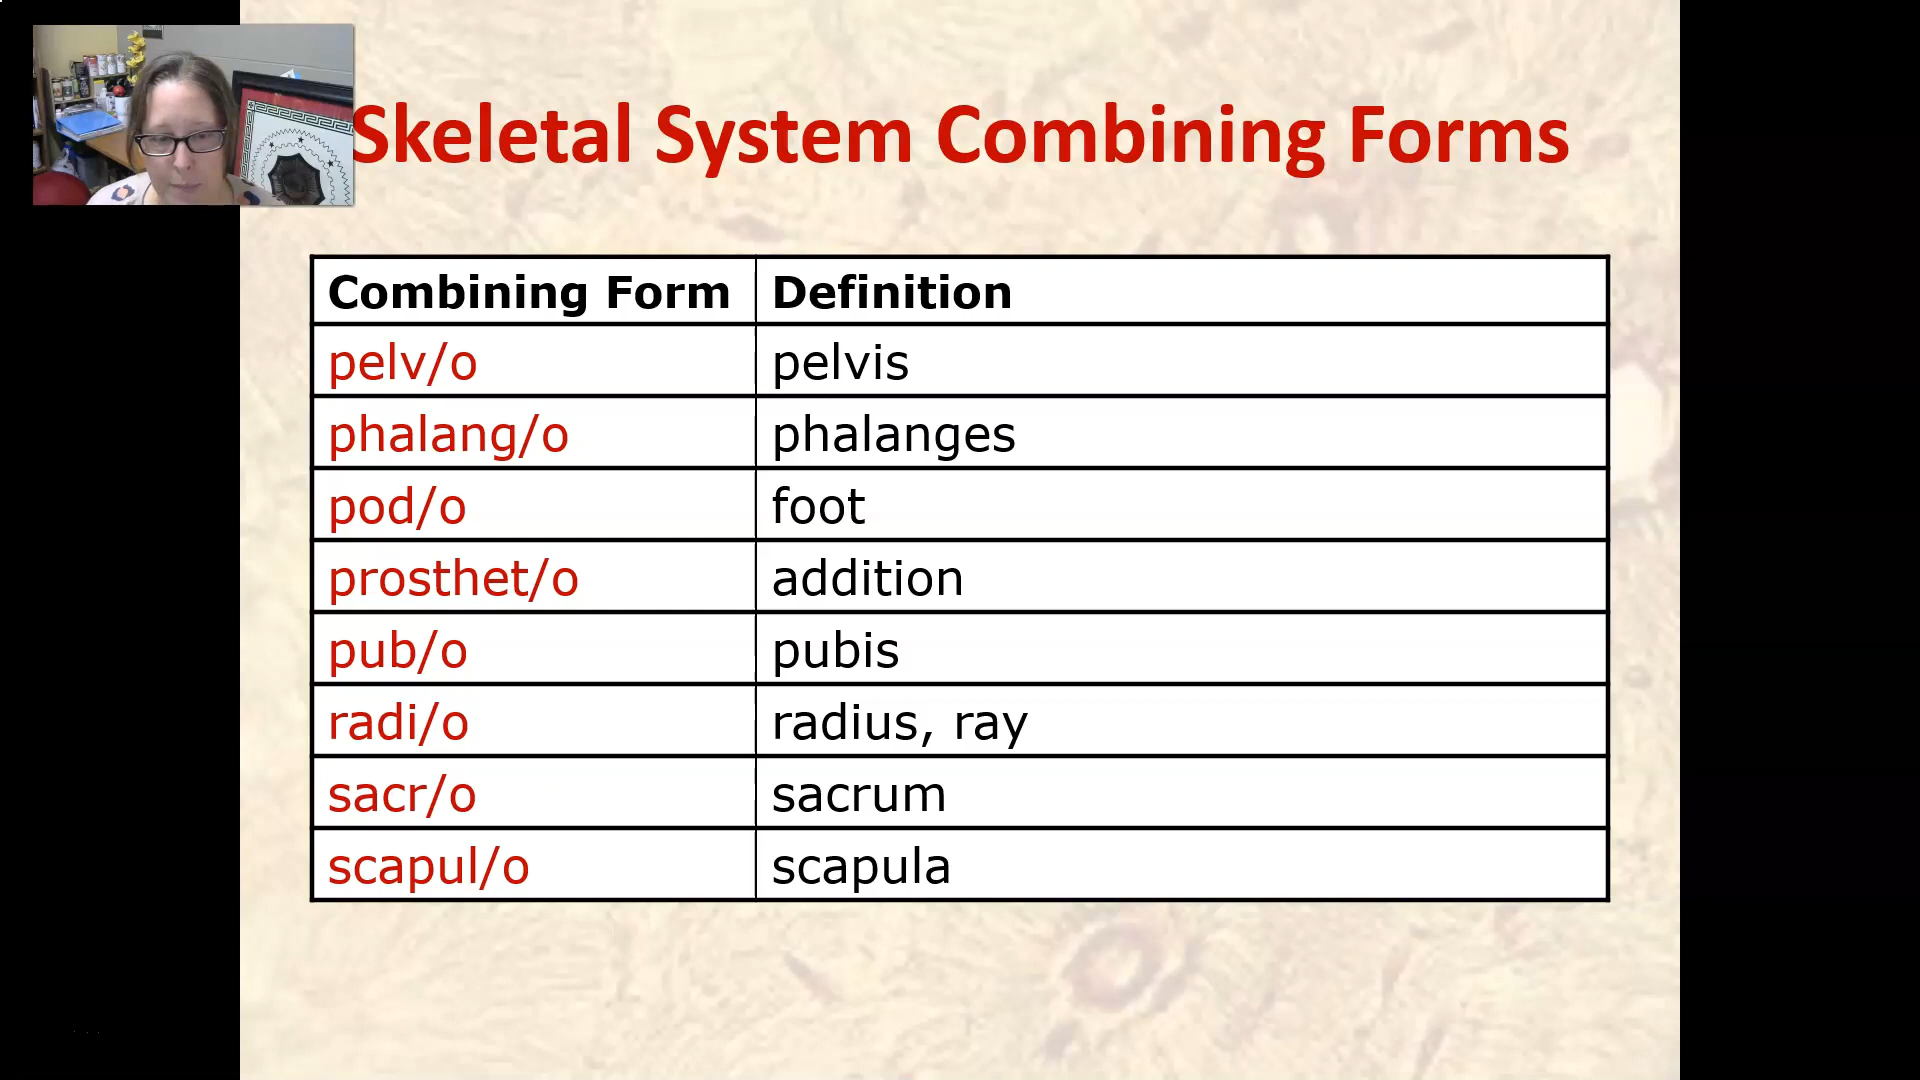 Skeletal System Combining Forms
Combining Form Definition
pelv/o pelvis
phalang/o phalanges
pod/o foot
prosthet/o addition
pub/o pubis
radi/o radius, ray
sacr/o sacrum
scapul/o scapula